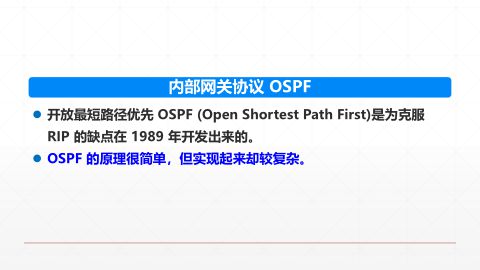 内部网关协议 OSPF
开放最短路径优先 OSPF (Open Shortest Path First)是为克服
RIP 的缺点在 1989 年开发出来的。
OSPF 的原理很简单，但实现起来却较复杂。